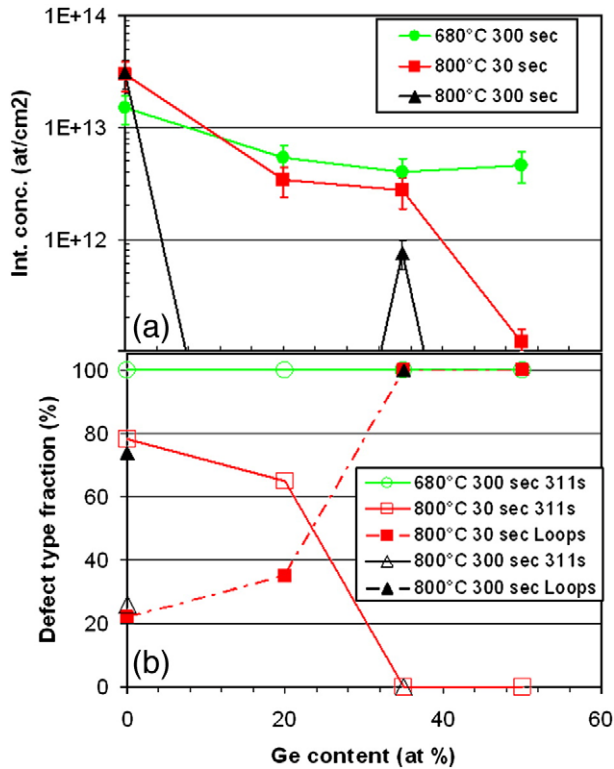 1E+14
1E+13
1E+12
Int. conc. (at/cm2)
680°C 300 sec
800°C 30 sec
800°C 300 sec
(a)
100
80
60
40
20
0
Defect type fraction (%)
680°C 300 sec 311s
800°C 30 sec 311s
800°C 30 sec Loops
800°C 300 sec 311s
800°C 300 sec Loops
(b)
0 20 40 60
Ge content (at %)